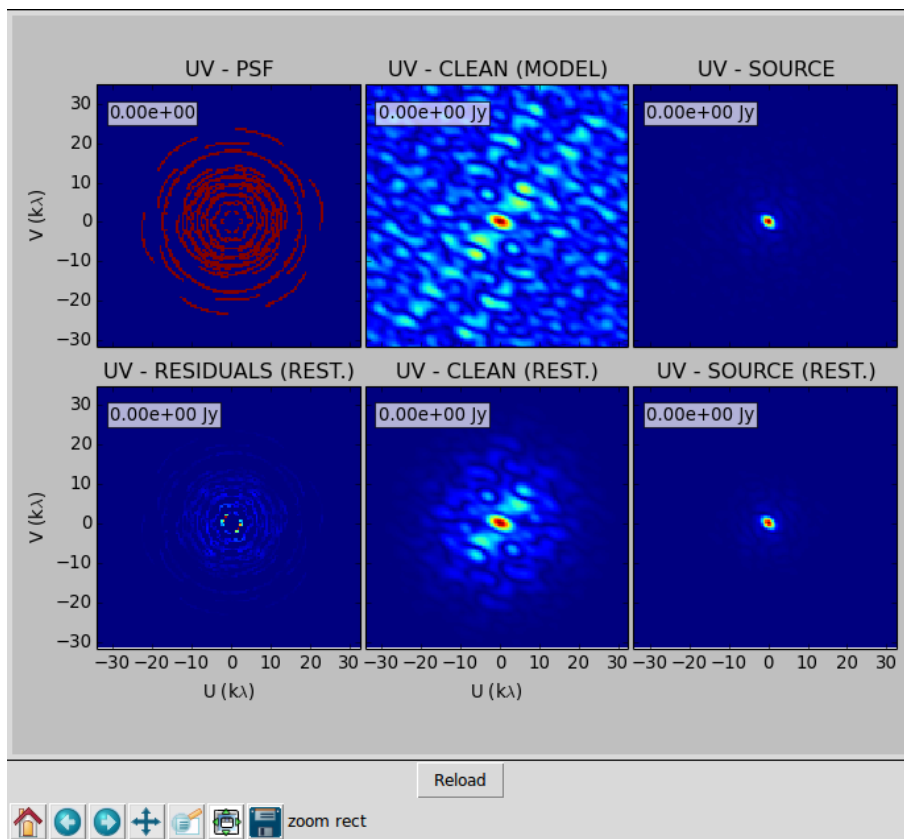 UV - PSF
UV - CLEAN (MODEL)
UV - SOURCE
0.00e+00
0.00e+00 Jy
0.00e+00 Jy
30
20
10
0
−10
−20
−30
V (kλ)
UV - RESIDUALS (REST.)
UV - CLEAN (REST.)
UV - SOURCE (REST.)
0.00e+00 Jy
0.00e+00 Jy
0.00e+00 Jy
30
20
10
0
−10
−20
−30
V (kλ)
−30 −20 −10 0 10 20 30
−30 −20 −10 0 10 20 30
−30 −20 −10 0 10 20 30
U (kλ)
U (kλ)
Reload
zoom rect